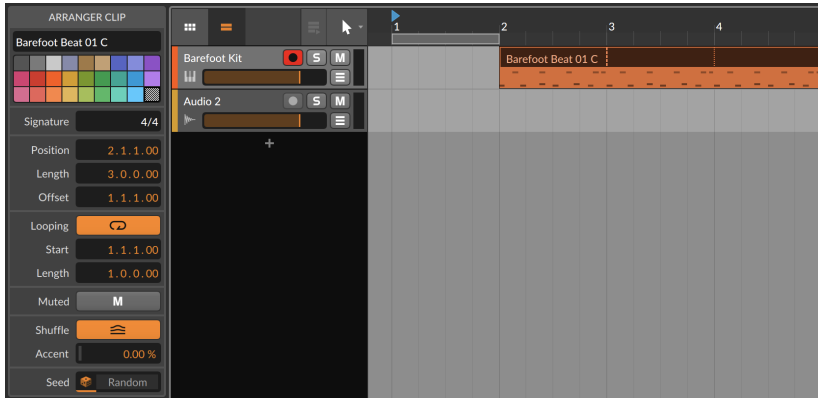 ARRANGER CLIP
Barefoot Beat 01 C
Signature 4/4
Position 2.1.1.00
Length 3.0.0.00
Offset 1.1.1.00
Looping
Start 1.1.1.00
Length 1.0.0.00
Muted M
Shuffle
Accent 0.00 %
Seed Random
1 2 3 4
Barefoot Kit S M
Audio 2 S M
+
Barefoot Beat 01 C